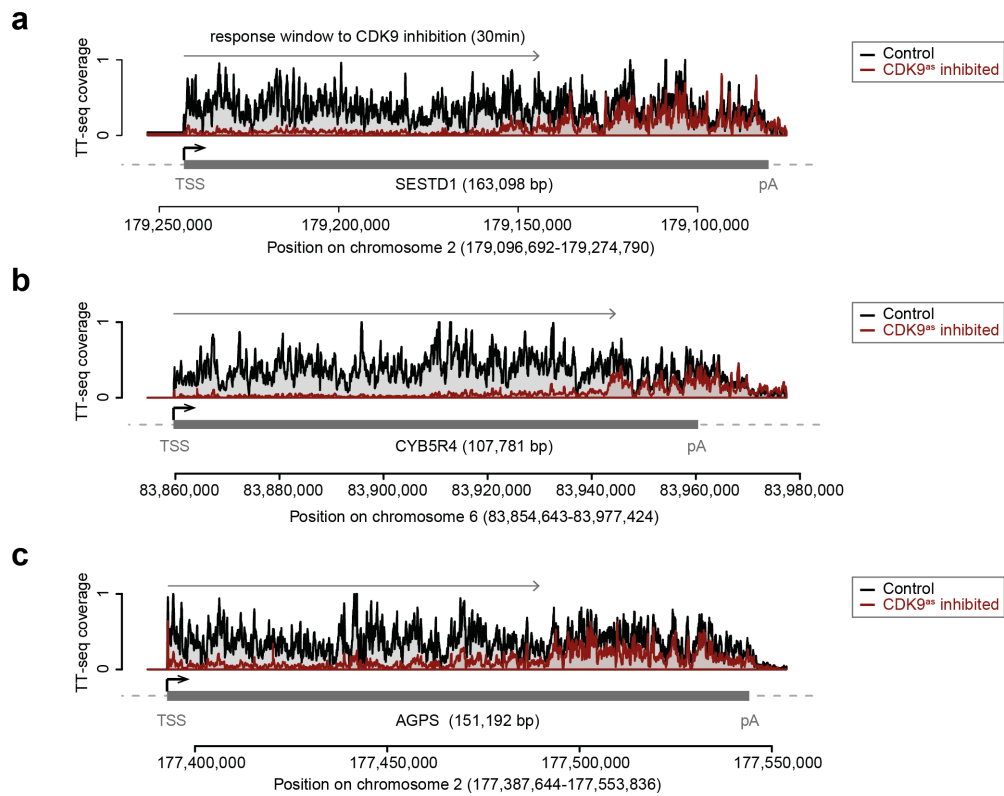 a
response window to CDK9 inhibition (30min)
TT-seq coverage
1
0
Control
CDK9as inhibited
TSS
SESTD1 (163,098 bp)
pA
179,250,000 179,200,000 179,150,000 179,100,000
Position on chromosome 2 (179,096,692-179,274,790)
b
TT-seq coverage
1
0
Control
CDK9as inhibited
TSS
CYB5R4 (107,781 bp)
pA
83,860,000 83,880,000 83,900,000 83,920,000 83,940,000 83,960,000 83,980,000
Position on chromosome 6 (83,854,643-83,977,424)
c
TT-seq coverage
1
0
Control
CDK9as inhibited
TSS
AGPS (151,192 bp)
pA
177,400,000 177,450,000 177,500,000 177,550,000
Position on chromosome 2 (177,387,644-177,553,836)